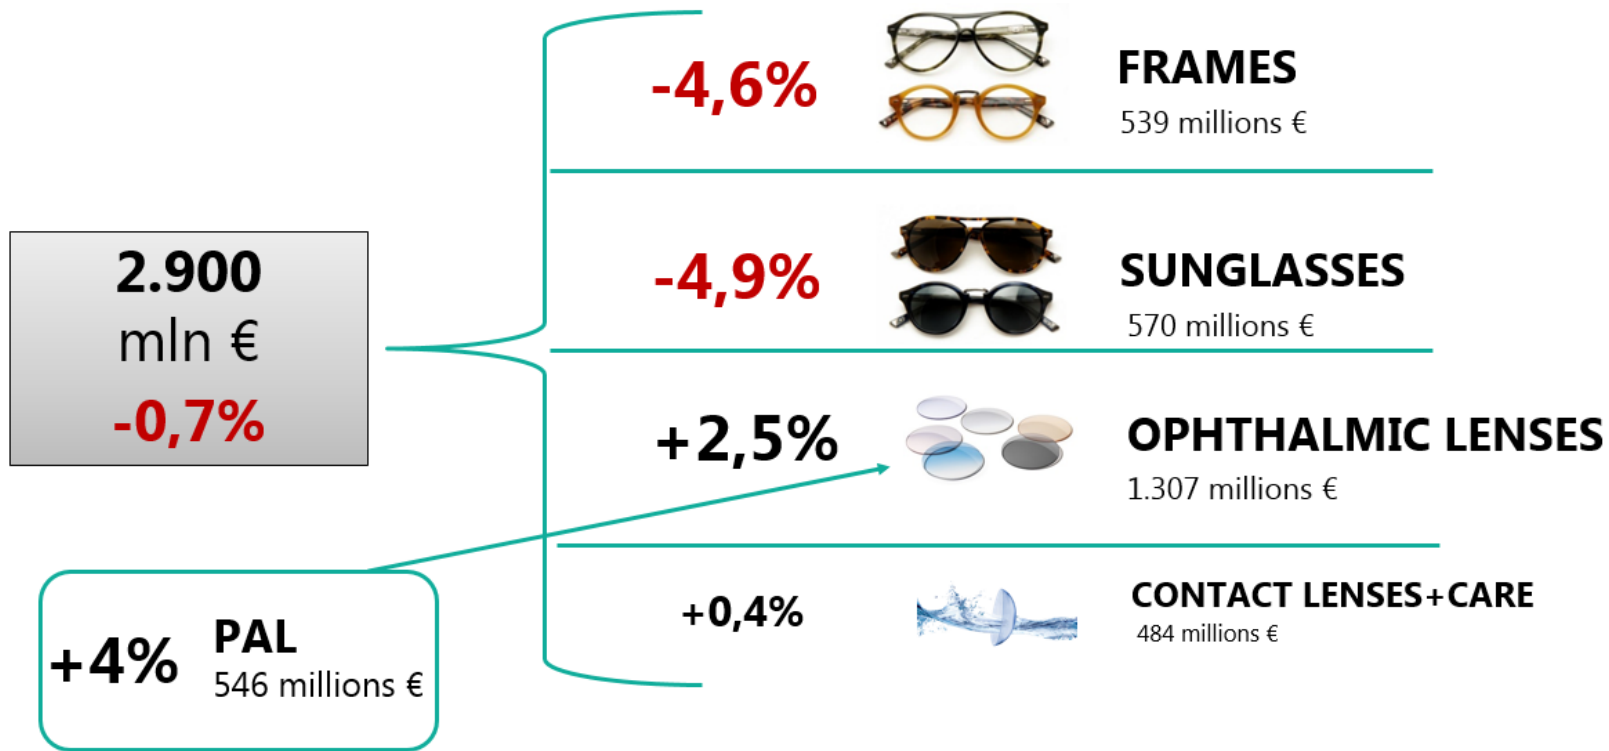 2.900
mln €
-0,7%
-4,6%
FRAMES
539 millions €
-4,9%
SUNGLASSES
570 millions €
+2,5%
OPHTHALMIC LENSES
1.307 millions €
+0,4%
CONTACT LENSES+CARE
484 millions €
+4%
PAL
546 millions €